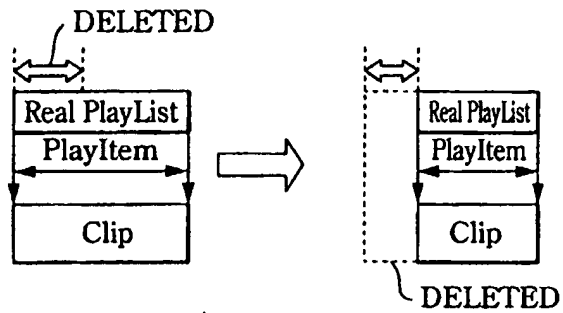 DELETED
Real PlayList
PlayItem
Clip
Real PlayList
PlayItem
Clip
DELETED